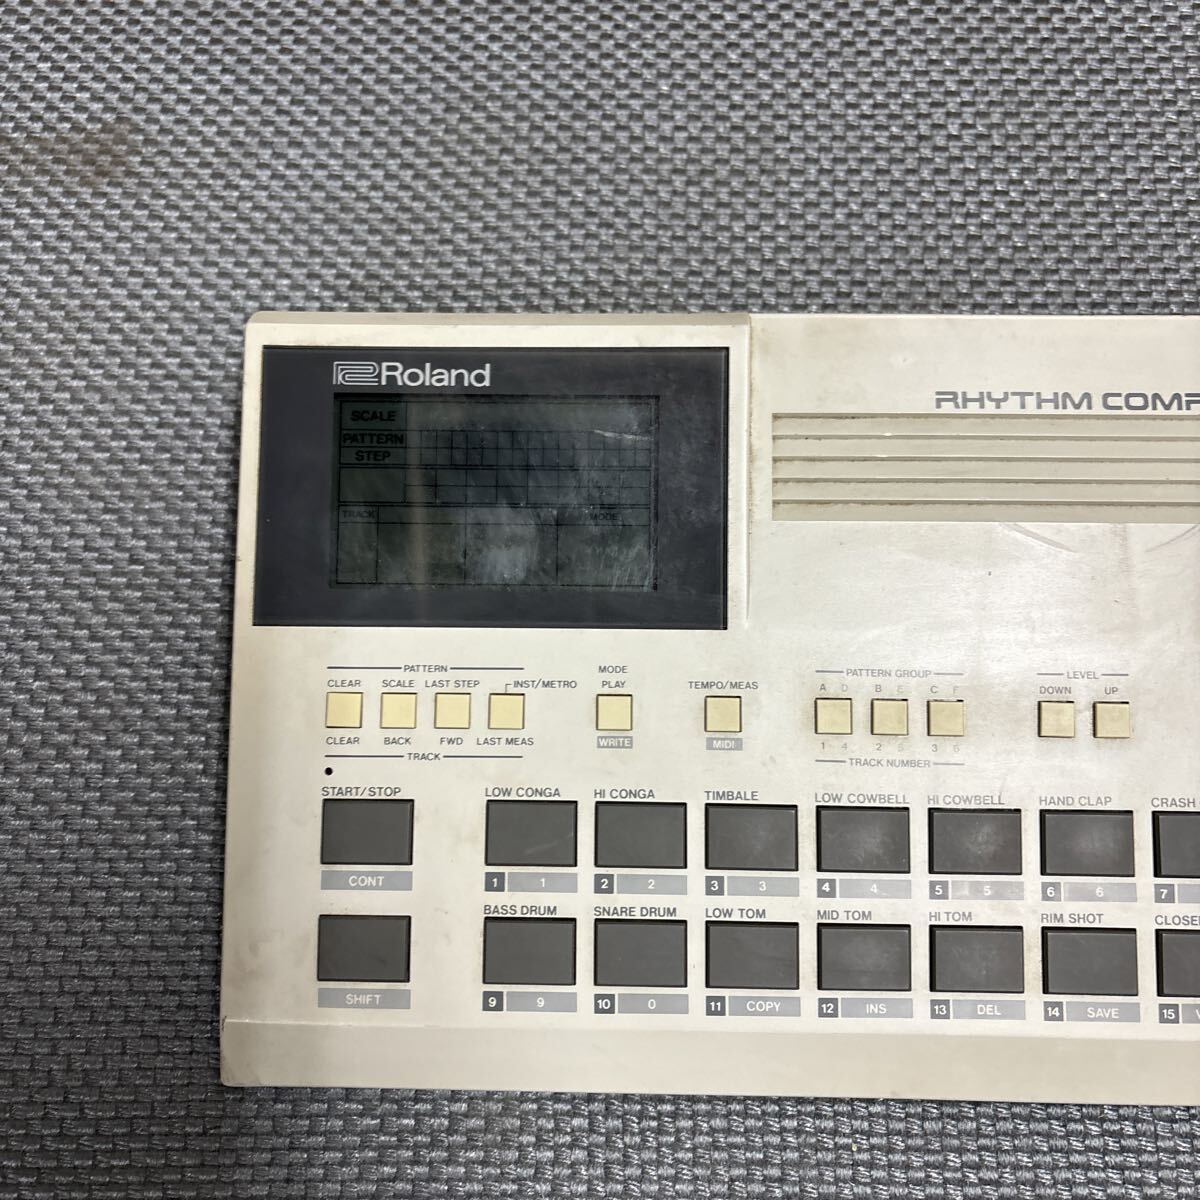 Roland
RHYTHM COMP
SCALE
PATTERN
STEP
TRACK
MODE
PATTERN
CLEAR SCALE LAST STEP INST/METRO
CLEAR BACK FWD LAST MEAS
TRACK
MODE
PLAY
WRITE
TEMPO/MEAS
MIDI
PATTERN GROUP
A D B E C F
1 4 2 5 3 6
TRACK NUMBER
LEVEL
DOWN UP
START/STOP LOW CONGA HI CONGA TIMBALE LOW COWBELL HI COWBELL HAND CLAP CRASH
CONT 1 1 2 2 3 3 4 4 5 5 6 6 7
BASS DRUM SNARE DRUM LOW TOM MID TOM HI TOM RIM SHOT CLOSE
SHIFT 9 9 10 0 11 COPY 12 INS 13 DEL 14 SAVE 15